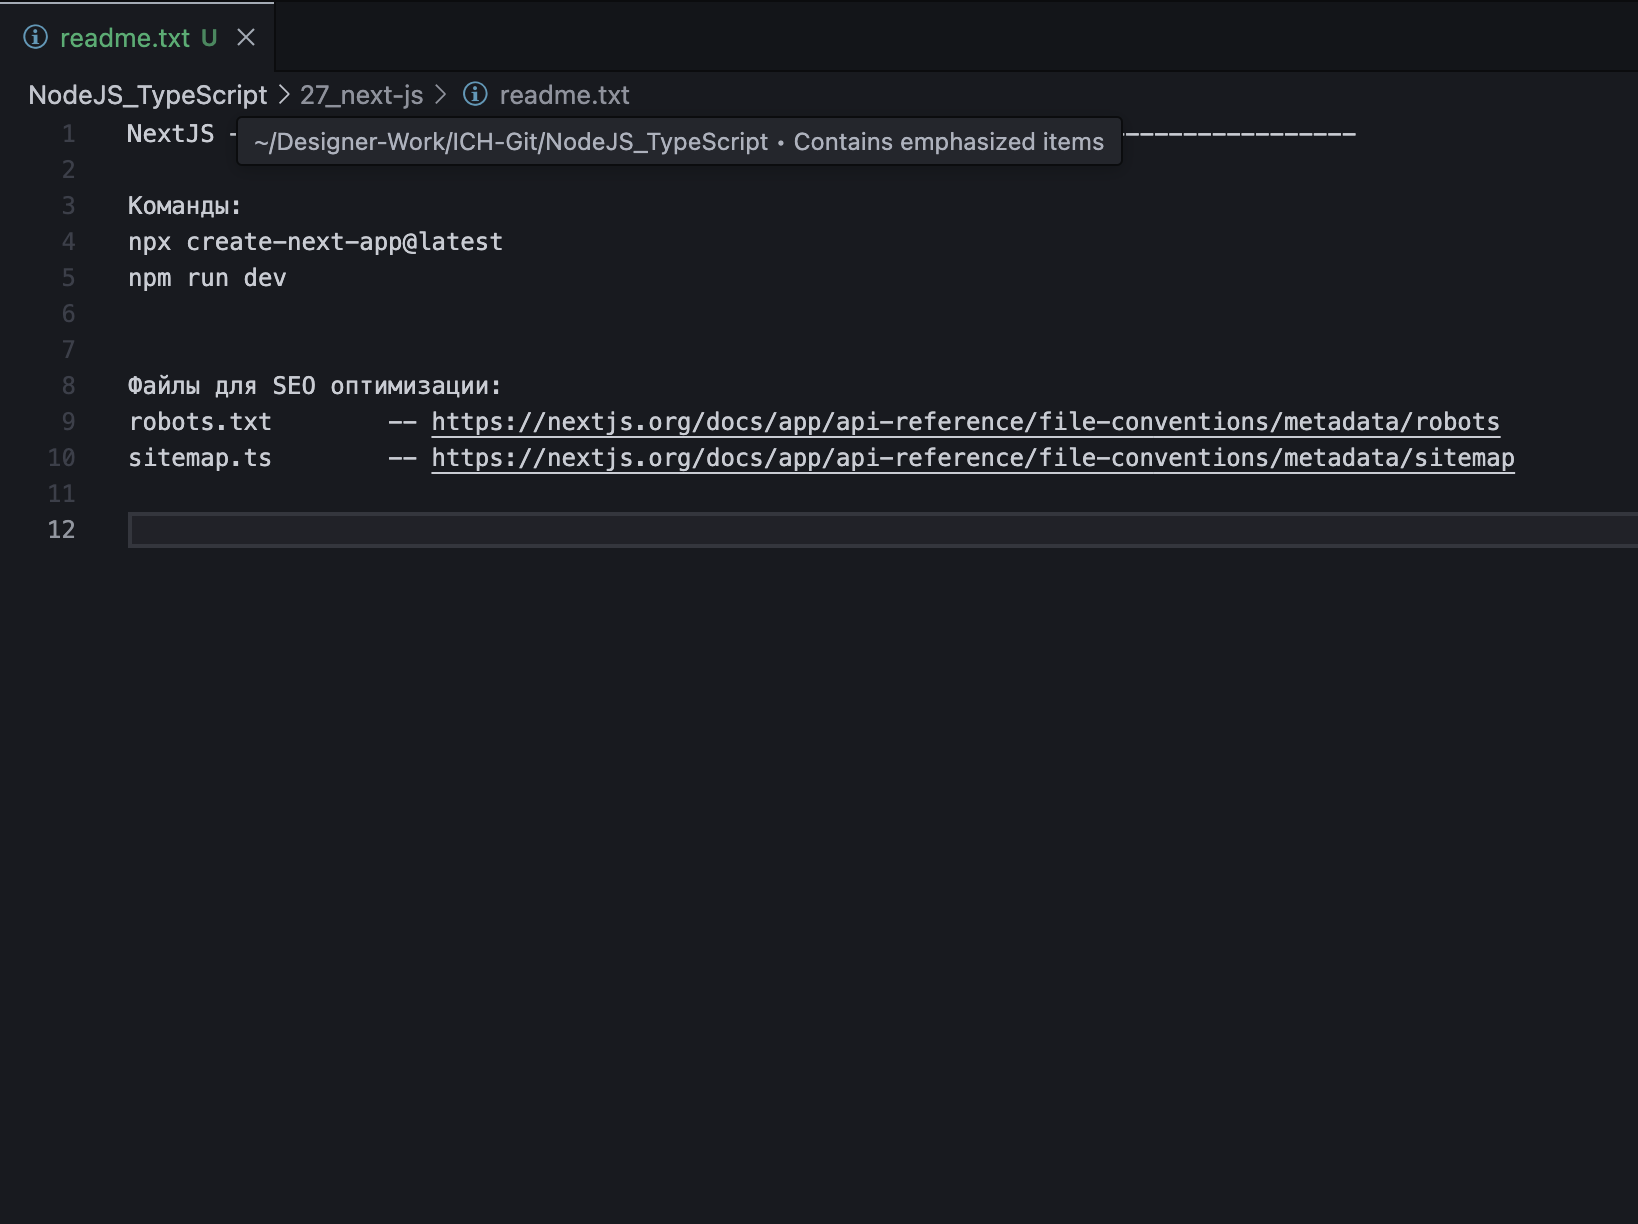 readme.txt U
NodeJS_TypeScript > 27_next-js > readme.txt
1 NextJS -----------------
~/Designer-Work/ICH-Git/NodeJS_TypeScript • Contains emphasized items
2
3 Команды:
4 npx create-next-app@latest
5 npm run dev
6
7
8 Файлы для SEO оптимизации:
9 robots.txt -- https://nextjs.org/docs/app/api-reference/file-conventions/metadata/robots
10 sitemap.ts -- https://nextjs.org/docs/app/api-reference/file-conventions/metadata/sitemap
11
12